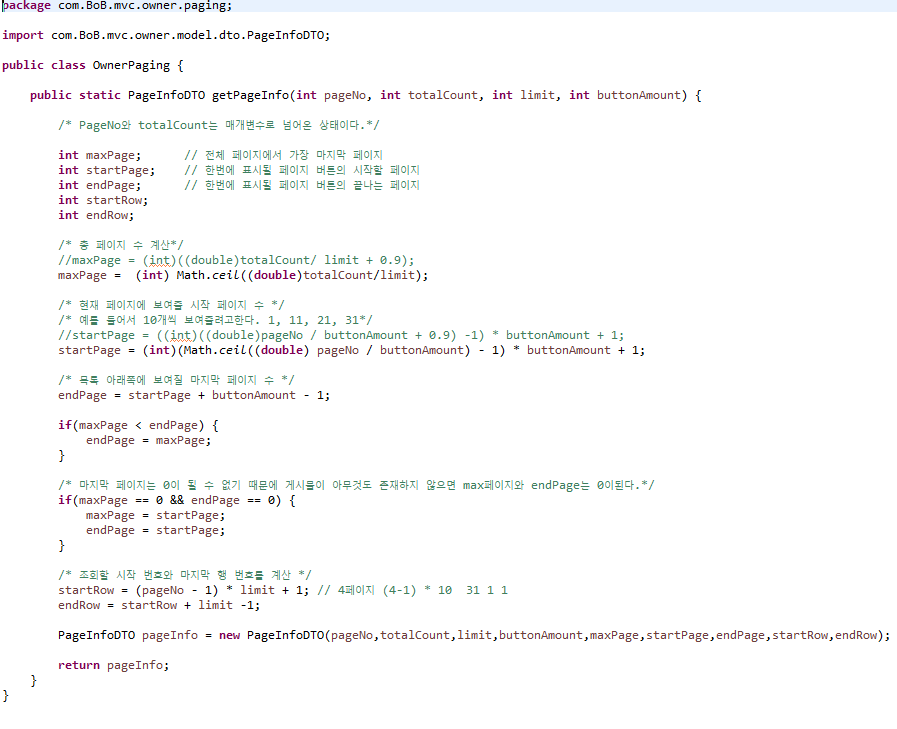 package com.BoB.mvc.owner.paging;
import com.BoB.mvc.owner.model.dto.PageInfoDTO;
public class OwnerPaging {
public static PageInfoDTO getPageInfo(int pageNo, int totalCount, int limit, int buttonAmount) {
/* PageNo와 totalCount는 매개변수로 넘어온 상태이다.*/
int maxPage; // 전체 페이지에서 가장 마지막 페이지
int startPage; // 한번에 표시될 페이지 버튼의 시작할 페이지
int endPage; // 한번에 표시될 페이지 버튼의 끝나는 페이지
int startRow;
int endRow;
/* 총 페이지 수 계산*/
//maxPage = (int)((double)totalCount/ limit + 0.9);
maxPage = (int) Math.ceil((double)totalCount/limit);
/* 현재 페이지에 보여줄 시작 페이지 수 */
/* 예를 들어서 10개씩 보여줄려고한다. 1, 11, 21, 31*/
//startPage = ((int)((double)pageNo / buttonAmount + 0.9) -1) * buttonAmount + 1;
startPage = (int)(Math.ceil((double) pageNo / buttonAmount) - 1) * buttonAmount + 1;
/* 목록 아래쪽에 보여질 마지막 페이지 수 */
endPage = startPage + buttonAmount - 1;
if(maxPage < endPage) {
endPage = maxPage;
}
/* 마지막 페이지는 0이 될 수 없기 때문에 게시물이 아무것도 존재하지 않으면 max페이지와 endPage는 0이된다.*/
if(maxPage == 0 && endPage == 0) {
maxPage = startPage;
endPage = startPage;
}
/* 조회할 시작 번호와 마지막 행 번호를 계산 */
startRow = (pageNo - 1) * limit + 1; // 4페이지 (4-1) * 10 31 1 1
endRow = startRow + limit -1;
PageInfoDTO pageInfo = new PageInfoDTO(pageNo,totalCount,limit,buttonAmount,maxPage,startPage,endPage,startRow,endRow);
return pageInfo;
}
}